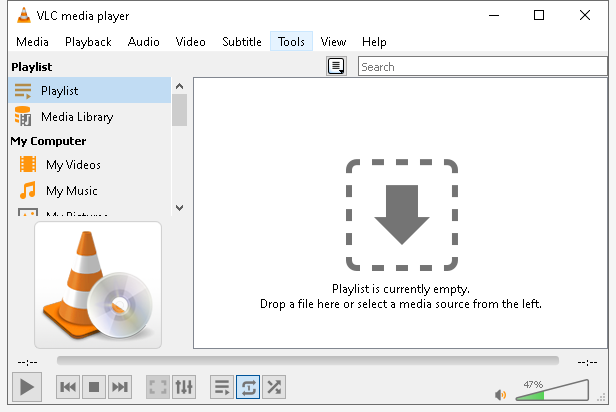 VLC media player
Media Playback Audio Video Subtitle Tools View Help
Playlist
Search
Playlist
Media Library
My Computer
My Videos
My Music
My Pictures
Playlist is currently empty.
Drop a file here or select a media source from the left.
--:-- --:--
47%